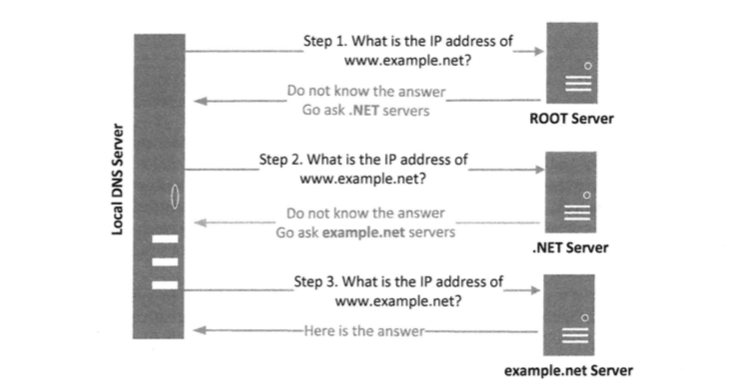 Step 1. What is the IP address of
www.example.net?
Do not know the answer
Go ask .NET servers
ROOT Server
Local DNS Server
Step 2. What is the IP address of
www.example.net?
Do not know the answer
Go ask example.net servers
.NET Server
Step 3. What is the IP address of
www.example.net?
Here is the answer
example.net Server